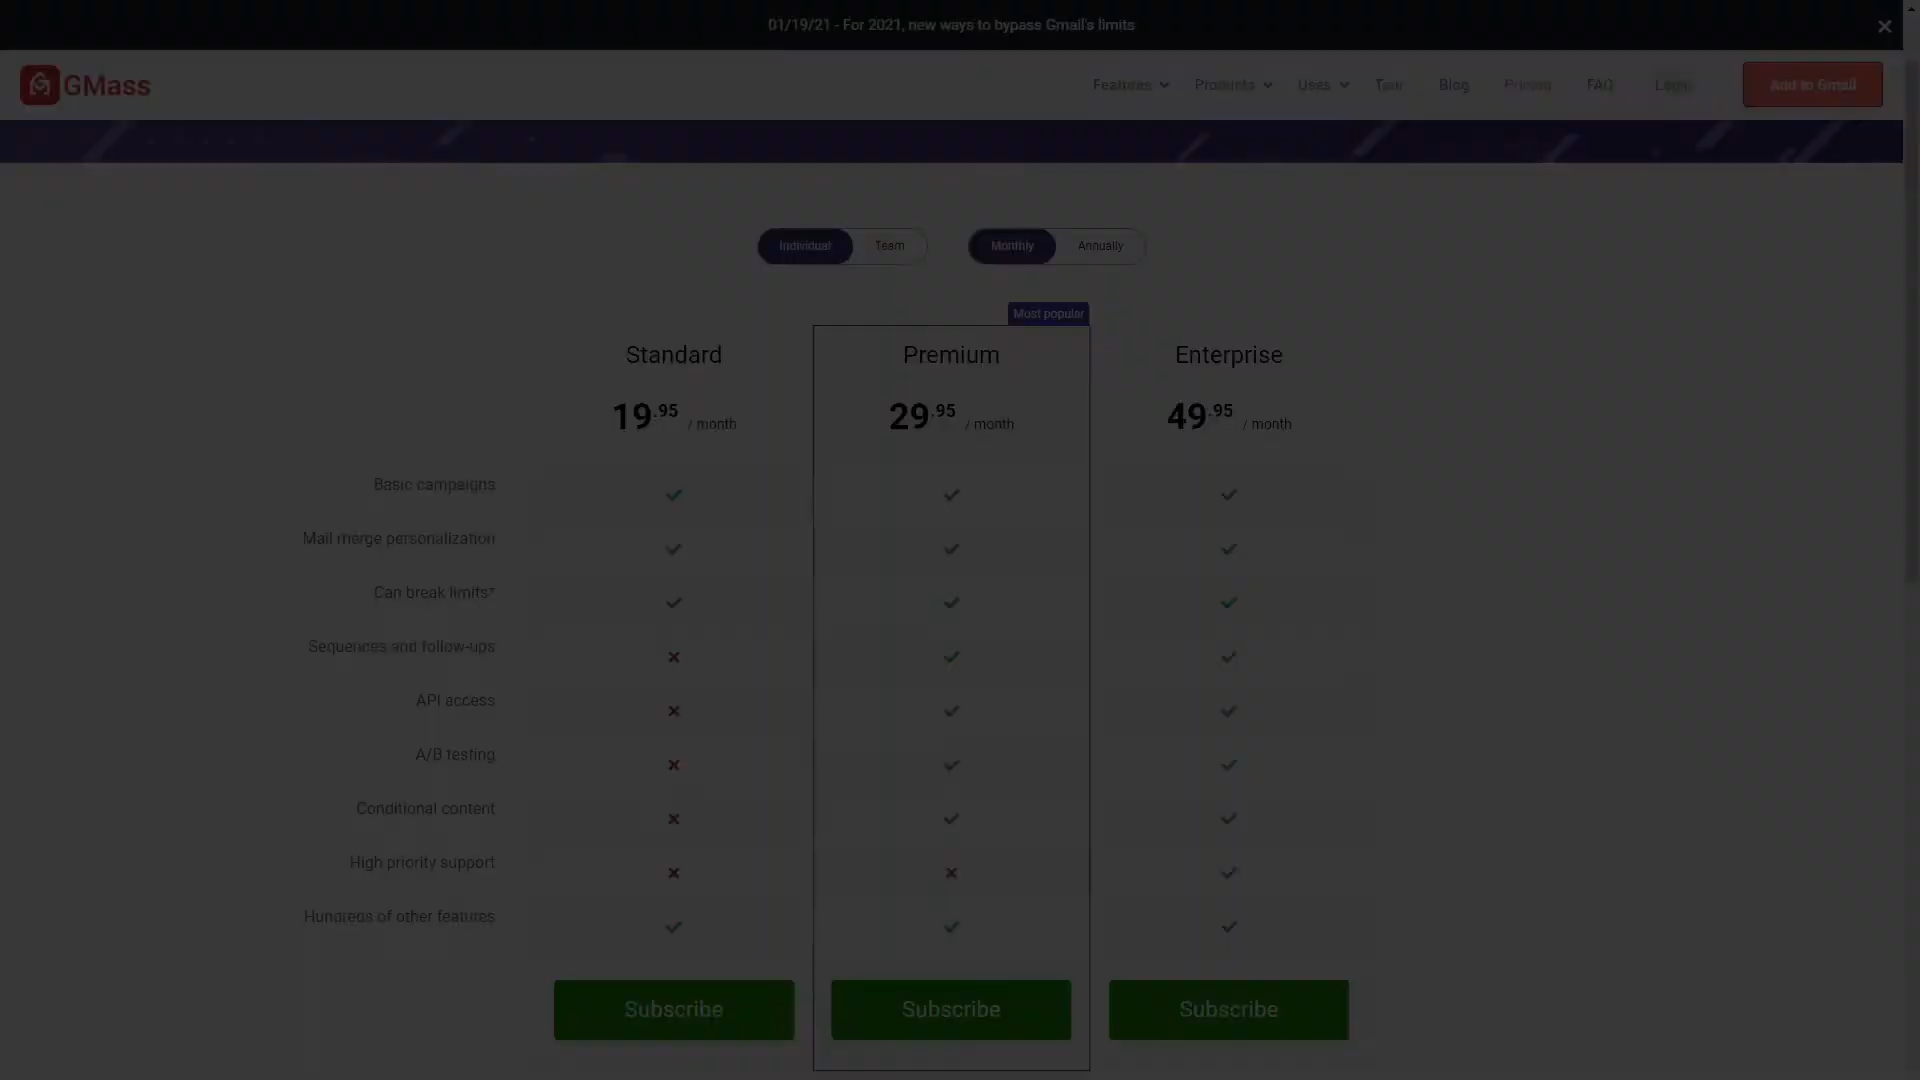 01/19/21 - For 2021, new ways to bypass Gmail's limits
GMass
Features Products Uses Tour Blog Pricing FAQ Login Add to Gmail
Individual Team Monthly Annually
Most popular
Standard Premium Enterprise
19.95 / month 29.95 / month 49.95 / month
Basic campaigns
Mail merge personalization
Can break limits*
Sequences and follow-ups
API access
A/B testing
Conditional content
High priority support
Hundreds of other features
Subscribe Subscribe Subscribe